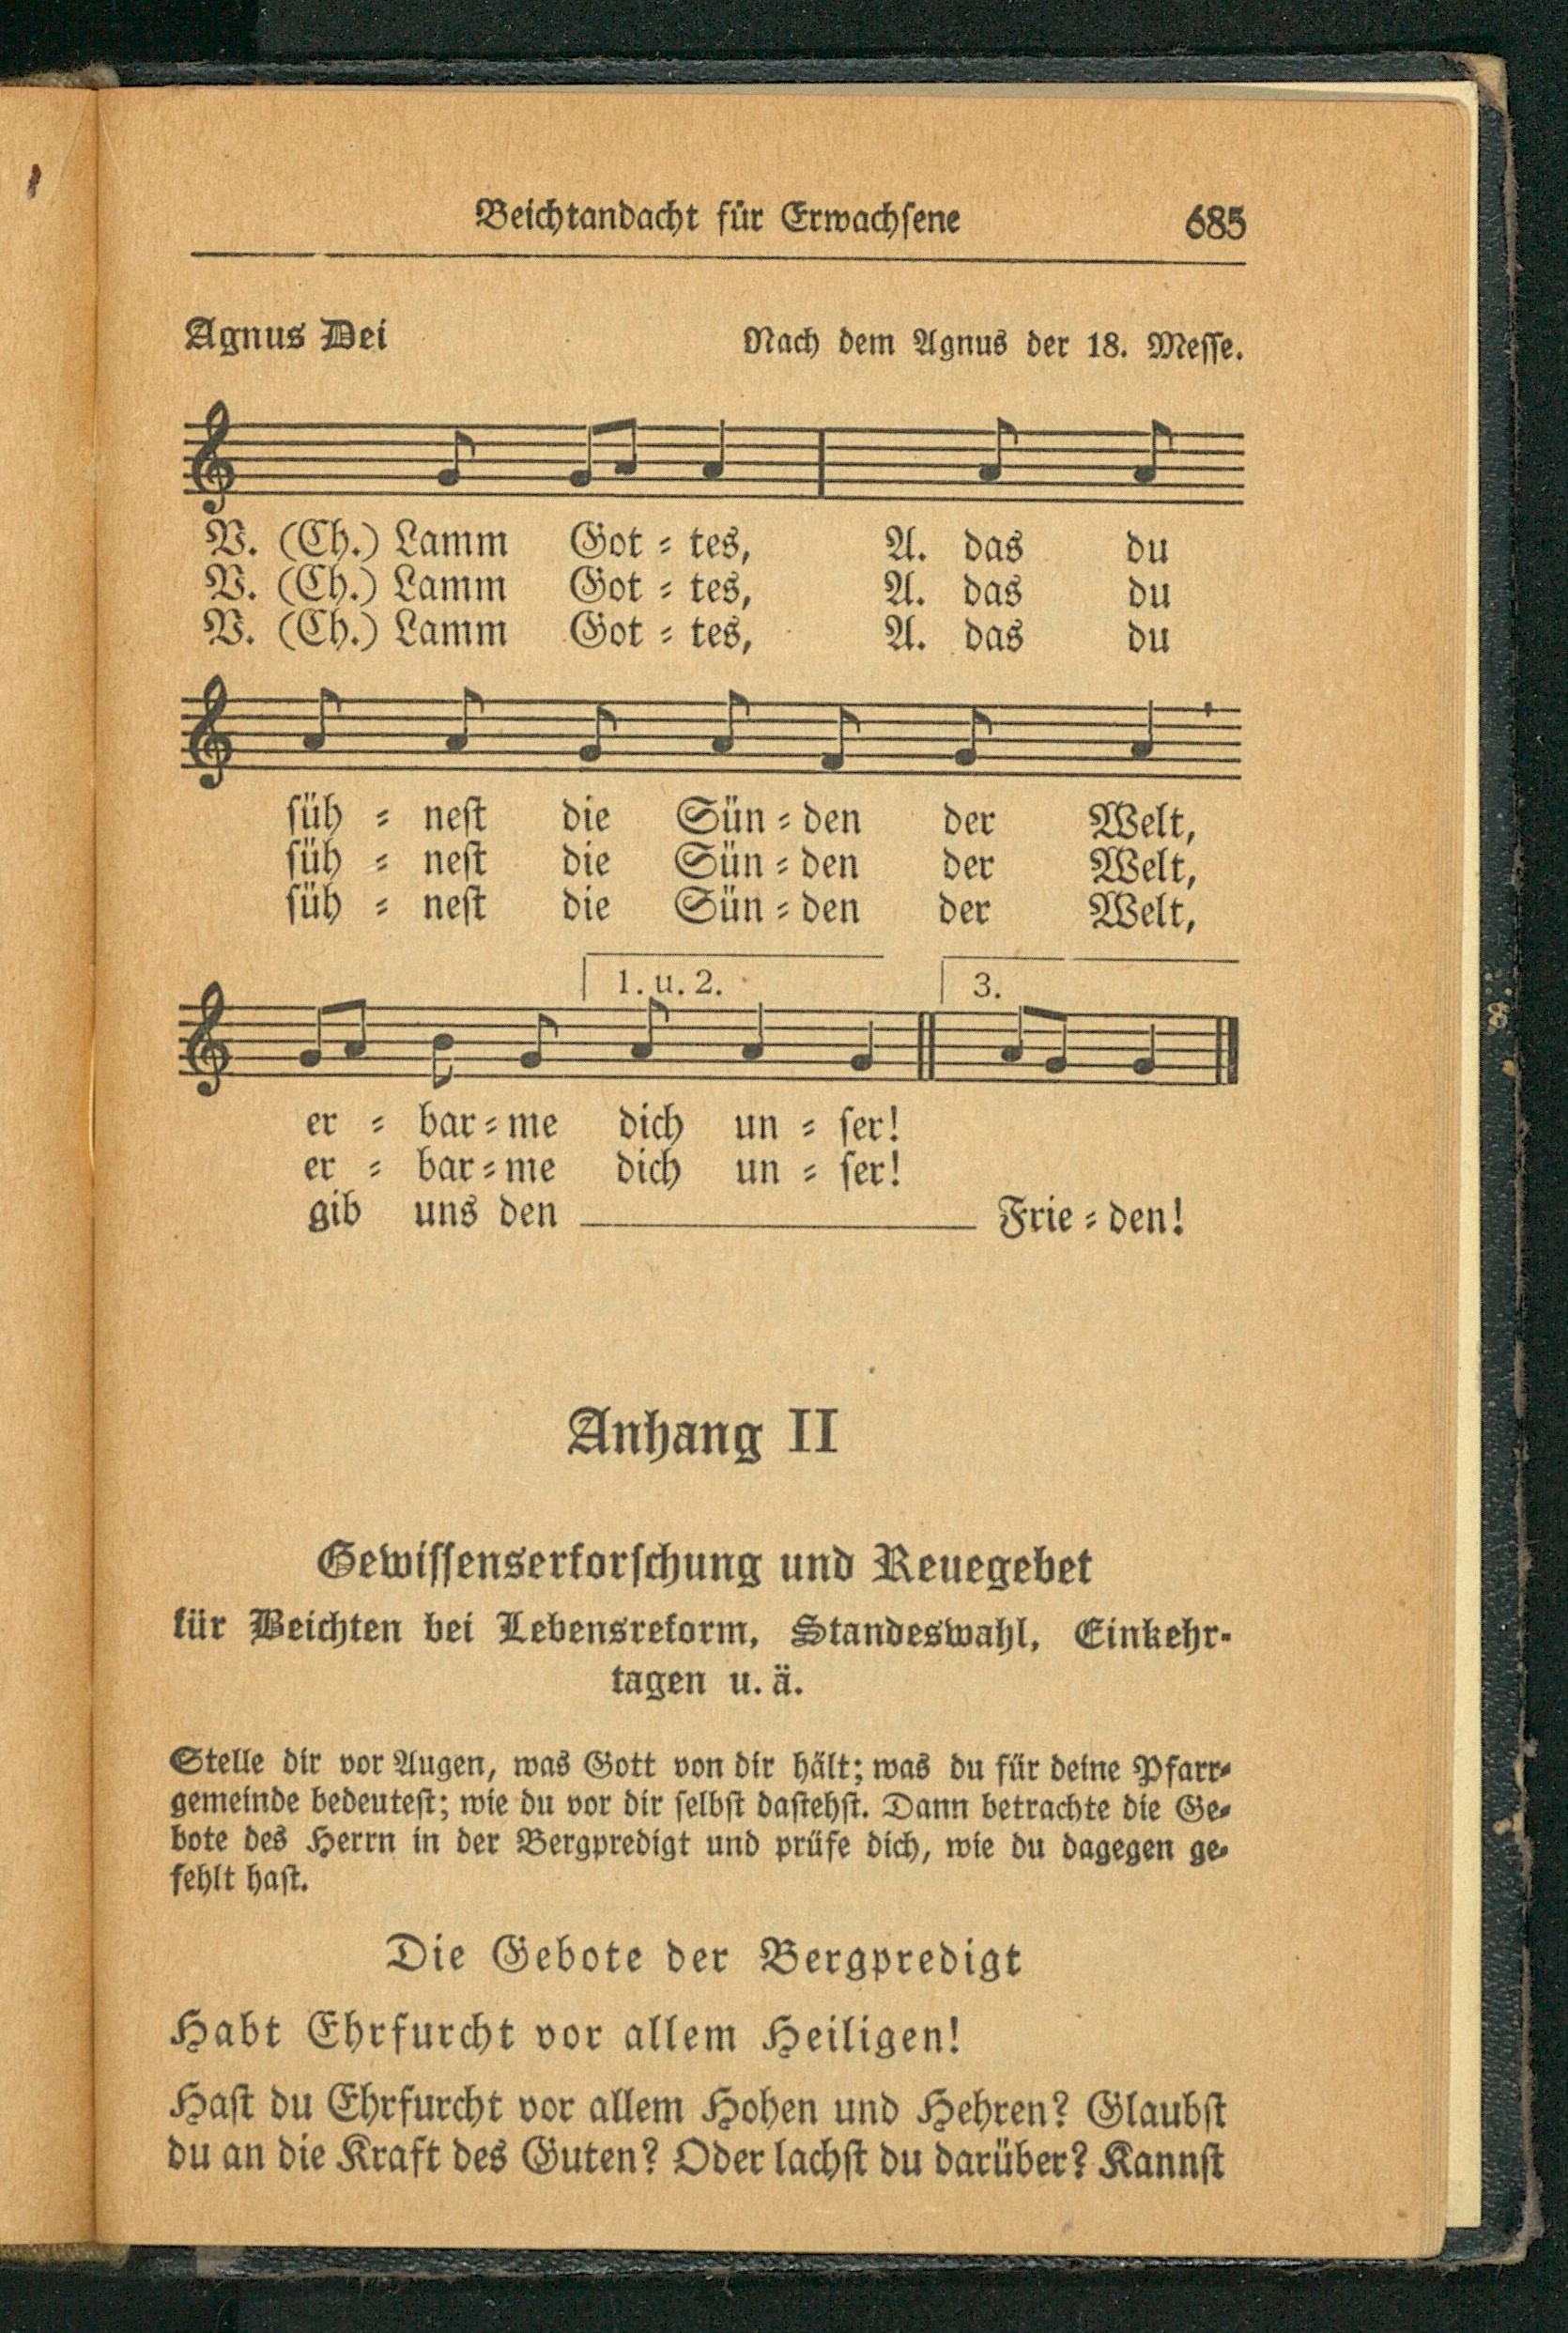 Beichtandacht für Erwachsene 685
Agnus Dei Nach dem Agnus der 18. Messe.
V. (Ch.) Lamm Got = tes, A. das du
V. (Ch.) Lamm Got = tes, A. das du
V. (Ch.) Lamm Got = tes, A. das du
süh = nest die Sün = den der Welt,
süh = nest die Sün = den der Welt,
süh = nest die Sün = den der Welt,
1. u. 2. 3.
er = bar = me dich un = ser!
er = bar = me dich un = ser!
gib uns den Frie = den!
Anhang II
Gewissenserforschung und Reuegebet
für Beichten bei Lebensreform, Standeswahl, Einkehr-
tagen u. ä.
Stelle dir vor Augen, was Gott von dir hält; was du für deine Pfarr-
gemeinde bedeutest; wie du vor dir selbst dastehst. Dann betrachte die Ge-
bote des Herrn in der Bergpredigt und prüfe dich, wie du dagegen ge-
fehlt hast.
Die Gebote der Bergpredigt
Habt Ehrfurcht vor allem Heiligen!
Hast du Ehrfurcht vor allem Hohen und Hehren? Glaubst
du an die Kraft des Guten? Oder lachst du darüber? Kannst